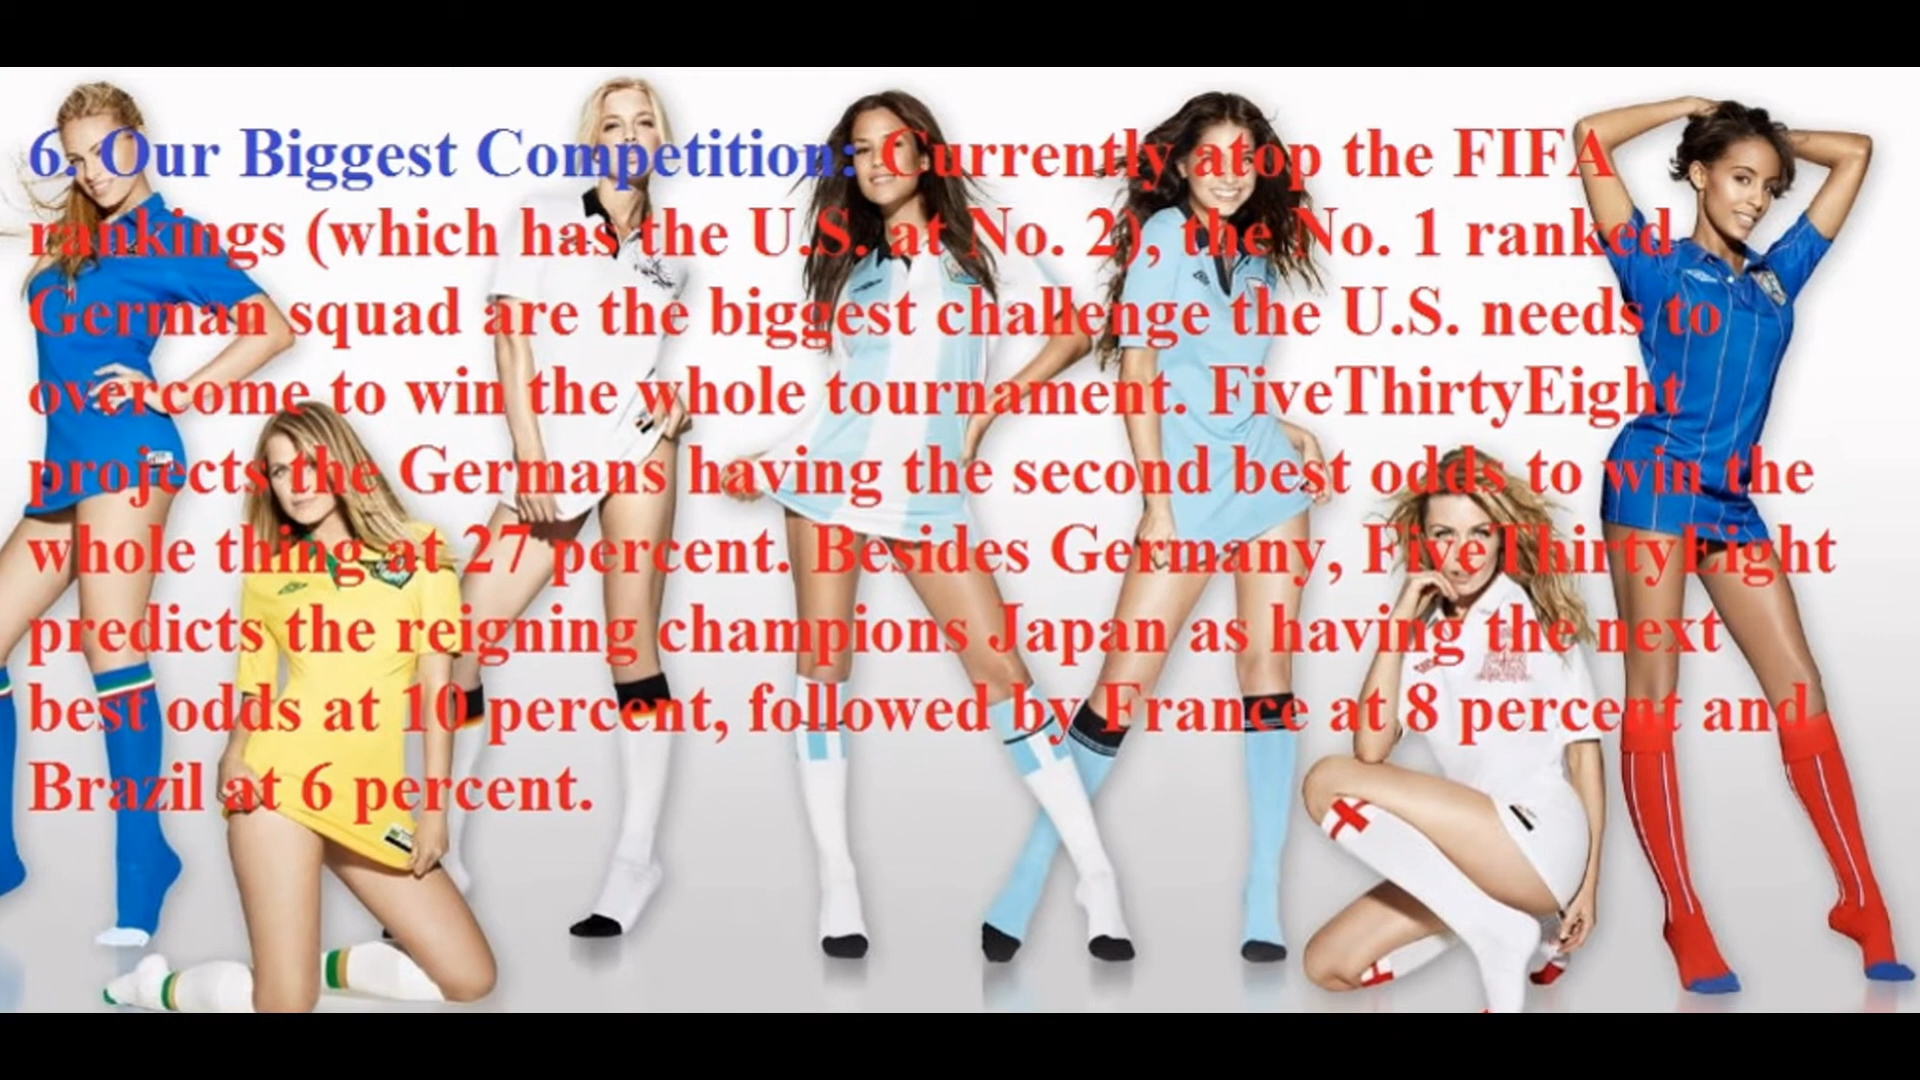 6. Our Biggest Competition: Currently atop the FIFA
rankings (which has the U.S. at No. 2), the No. 1 ranked
German squad are the biggest challenge the U.S. needs to
overcome to win the whole tournament. FiveThirtyEight
projects the Germans having the second best odds to win the
whole thing at 27 percent. Besides Germany, FiveThirtyEight
predicts the reigning champions Japan as having the next
best odds at 10 percent, followed by France at 8 percent and
Brazil at 6 percent.